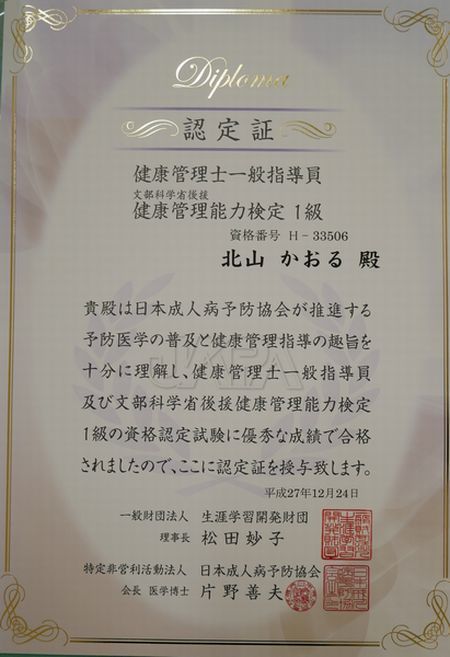 Diploma
認定証
健康管理士一般指導員
文部科学省後援
健康管理能力検定 1級
資格番号 H-33506
北山 かおる 殿
貴殿は日本成人病予防協会が推進する
予防医学の普及と健康管理指導の趣旨を
十分に理解し、健康管理士一般指導員
及び文部科学省後援健康管理能力検定
1級の資格認定試験に優秀な成績で合格
されましたので、ここに認定証を授与致します。
平成27年12月24日
一般財団法人 生涯学習開発財団
理事長 松田妙子
特定非営利活動法人 日本成人病予防協会
会長 医学博士 片野善夫
JAPA